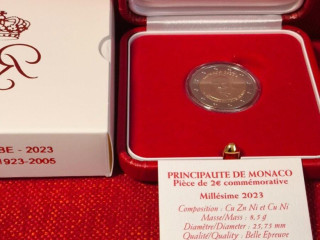 BE - 2023
1923-2005
PRINCIPAUTE DE MONACO
Pièce de 2€ commémorative
Millésime 2023
Composition : Cu Zn Ni et Cu Ni
Masse/Mass : 8,5 g
Diamètre/Diameter : 25,75 mm
Qualité/Quality : Belle Epreuve